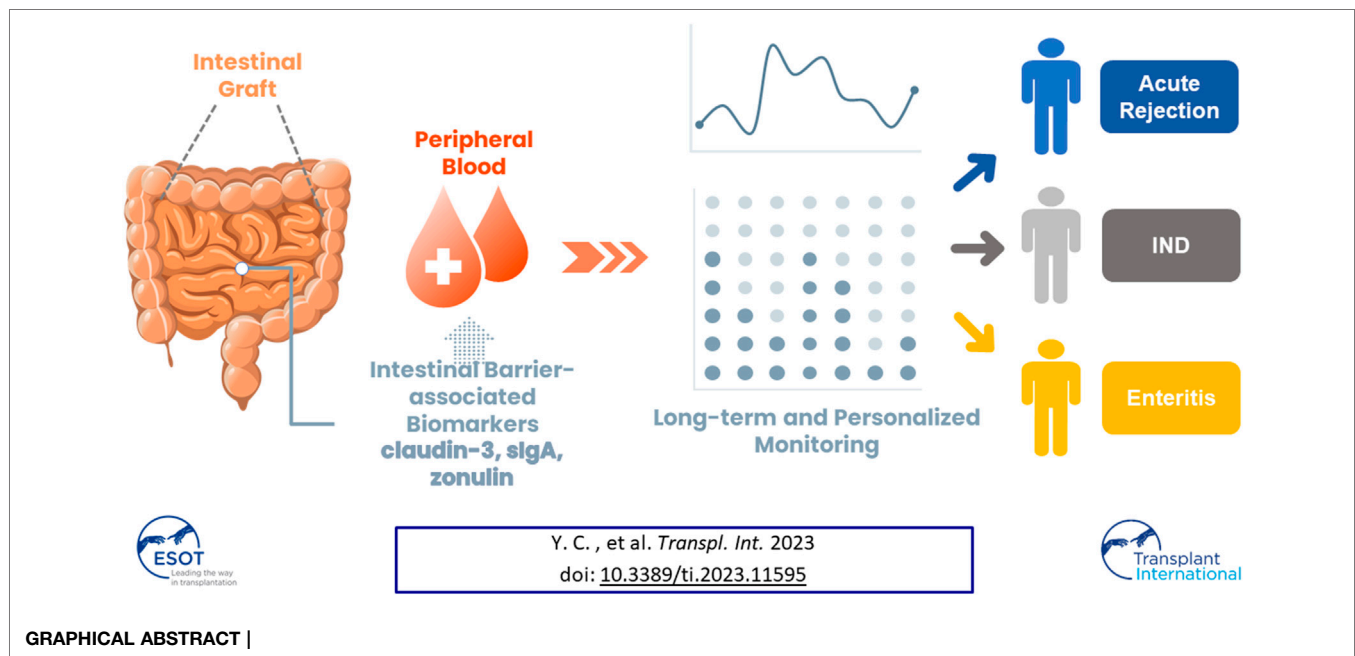 Intestinal
Graft
Peripheral
Blood
Intestinal Barrier-
associated
Biomarkers
claudin-3, sIgA,
zonulin
Long-term and Personalized
Monitoring
Acute
Rejection
IND
Enteritis
ESOT
Leading the way
in transplantation
Y. C. , et al. Transpl. Int. 2023
doi: 10.3389/ti.2023.11595
Transplant
International
GRAPHICAL ABSTRACT |